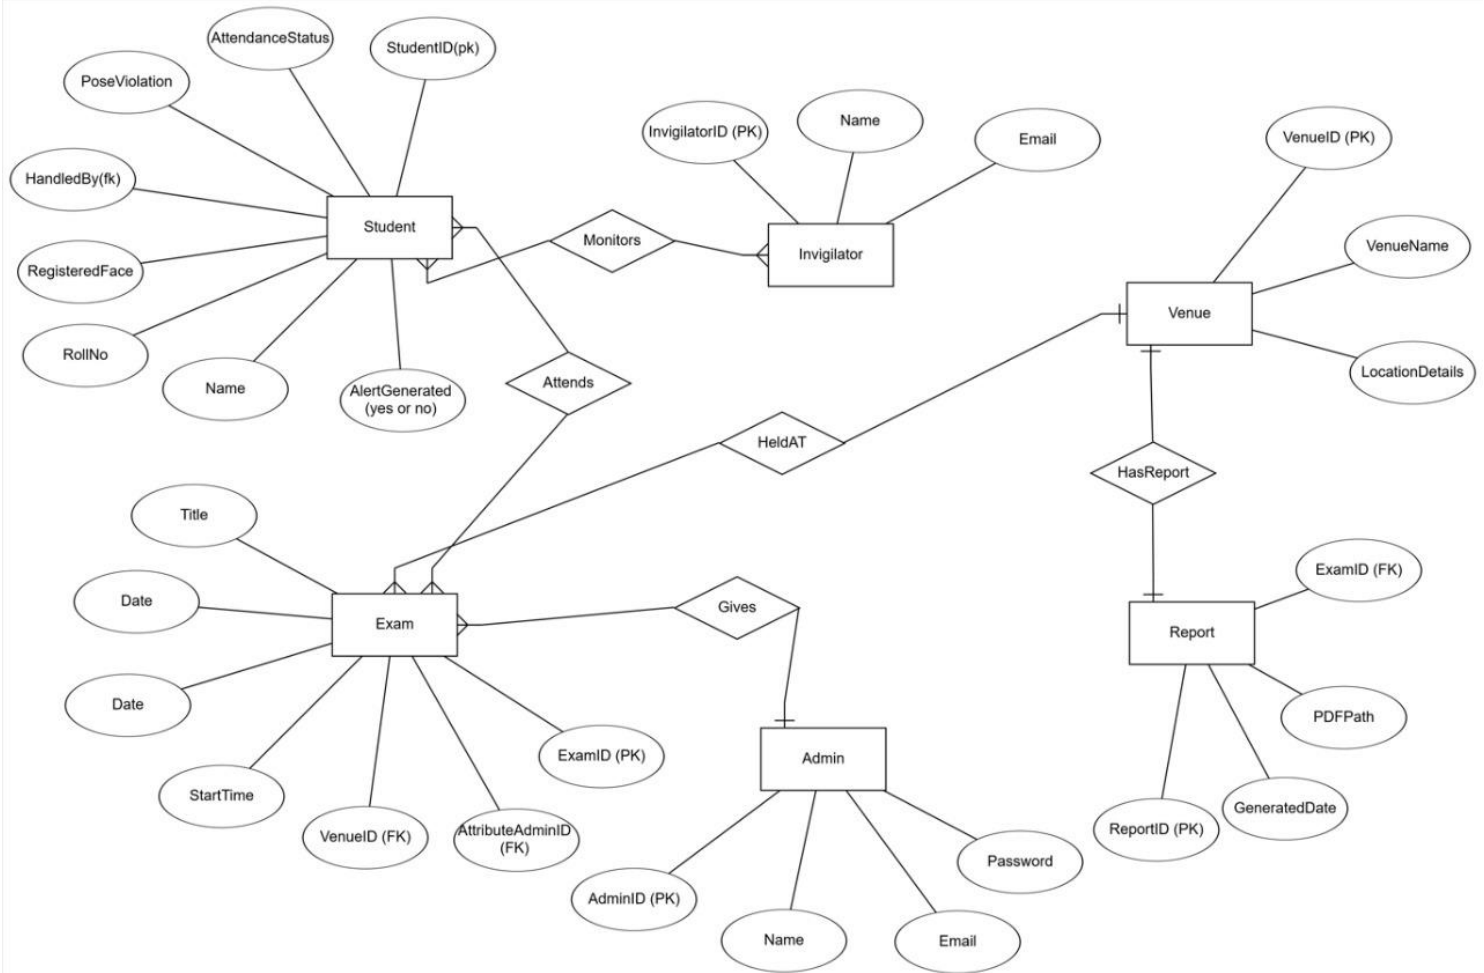 AttendanceStatus
StudentID(pk)
PoseViolation
HandledBy(fk)
RegisteredFace
RollNo
Name
AlertGenerated
(yes or no)
Student
Monitors
InvigilatorID (PK)
Name
Email
Invigilator
VenueID (PK)
VenueName
LocationDetails
Venue
Attends
HeldAT
HasReport
Title
Date
Date
StartTime
VenueID (FK)
AttributeAdminID
(FK)
ExamID (PK)
Exam
Gives
Admin
AdminID (PK)
Name
Email
Password
ExamID (FK)
Report
PDFPath
GeneratedDate
ReportID (PK)